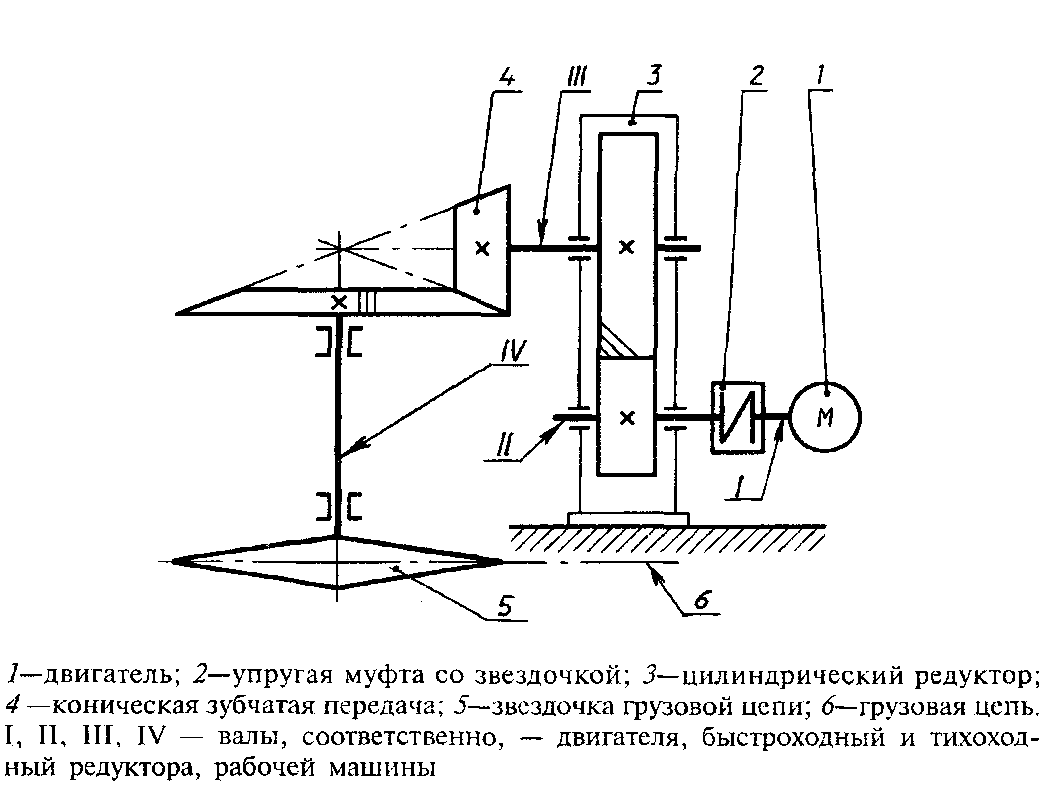 4 III 3 2 1
IV
M
II
I
5 6
1—двигатель; 2—упругая муфта со звездочкой; 3—цилиндрический редуктор;
4 —коническая зубчатая передача; 5—звездочка грузовой цепи; 6—грузовая цепь.
I, II, III, IV — валы, соответственно, — двигателя, быстроходный и тихоход-
ный редуктора, рабочей машины